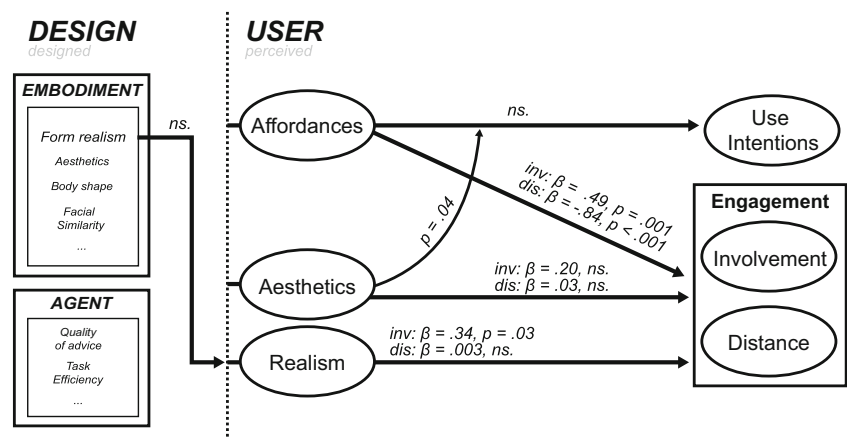 DESIGN
designed
EMBODIMENT
Form realism
Aesthetics
Body shape
Facial
Similarity
...
AGENT
Quality
of advice
Task
Efficiency
...
ns.
USER
perceived
Affordances
ns.
Use
Intentions
inv: β = .49, p = .001
dis: β = -.84, p < .001
p = .04
Engagement
Involvement
Distance
Aesthetics
inv: β = .20, ns.
dis: β = .03, ns.
Realism
inv: β = .34, p = .03
dis: β = .003, ns.